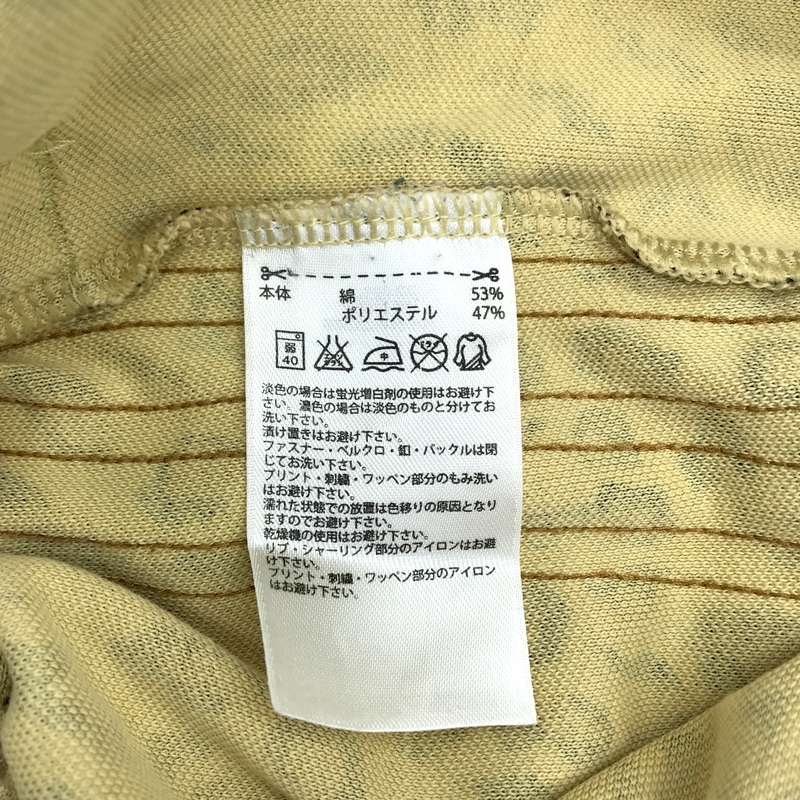 本体 綿 53%
ポリエステル 47%
弱 40 中 ドライ
淡色の場合は蛍光増白剤の使用はお避け下
さい。濃色の場合は淡色のものと分けてお
洗い下さい。
漬け置きはお避け下さい。
ファスナー・ベルクロ・釦・バックルは閉
じてお洗い下さい。
プリント・刺繍・ワッペン部分のもみ洗い
はお避け下さい。
濡れた状態での放置は色移りの原因となり
ますのでお避け下さい。
乾燥機の使用はお避け下さい。
リブ・シャーリング部分のアイロンはお避
け下さい。
プリント・刺繍・ワッペン部分のアイロン
はお避け下さい。